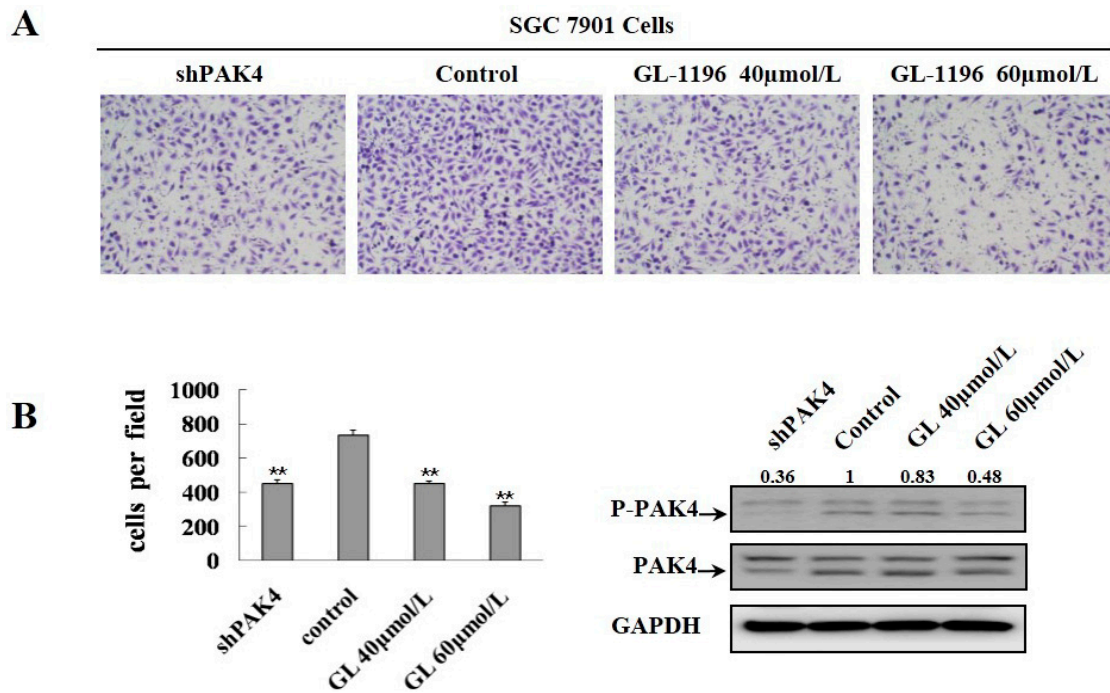 A
SGC 7901 Cells
shPAK4 Control GL-1196 40μmol/L GL-1196 60μmol/L
B
cells per field
1000
800
600
400
200
0
** ** **
shPAK4 control GL 40μmol/L GL 60μmol/L
shPAK4 Control GL 40μmol/L GL 60μmol/L
0.36 1 0.83 0.48
P-PAK4
PAK4
GAPDH